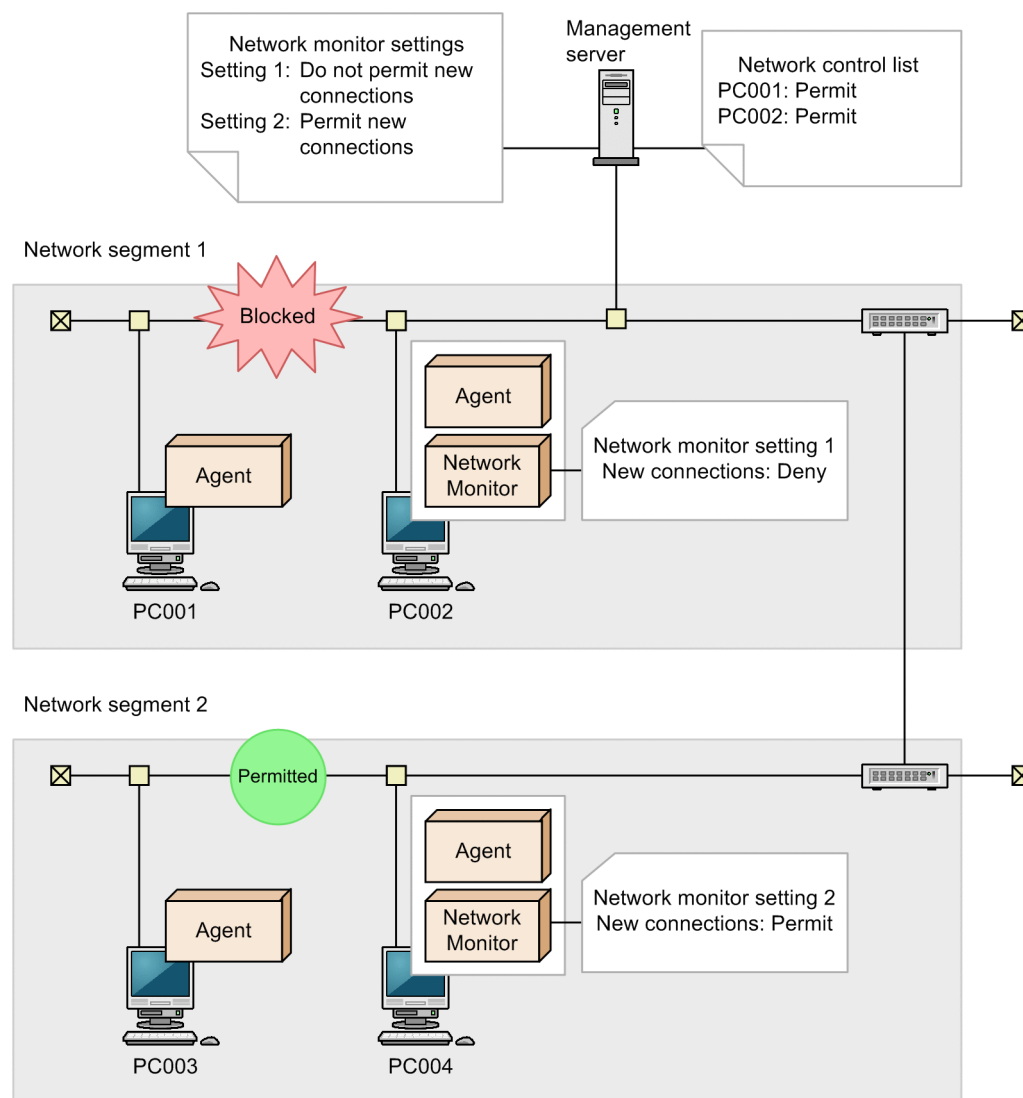 Network monitor settings
Setting 1: Do not permit new
connections
Setting 2: Permit new
connections
Management
server
Network control list
PC001: Permit
PC002: Permit
Network segment 1
Blocked
Agent
Network
Monitor
Network monitor setting 1
New connections: Deny
Agent
PC001
PC002
Network segment 2
Permitted
Agent
Network
Monitor
Network monitor setting 2
New connections: Permit
Agent
PC003
PC004